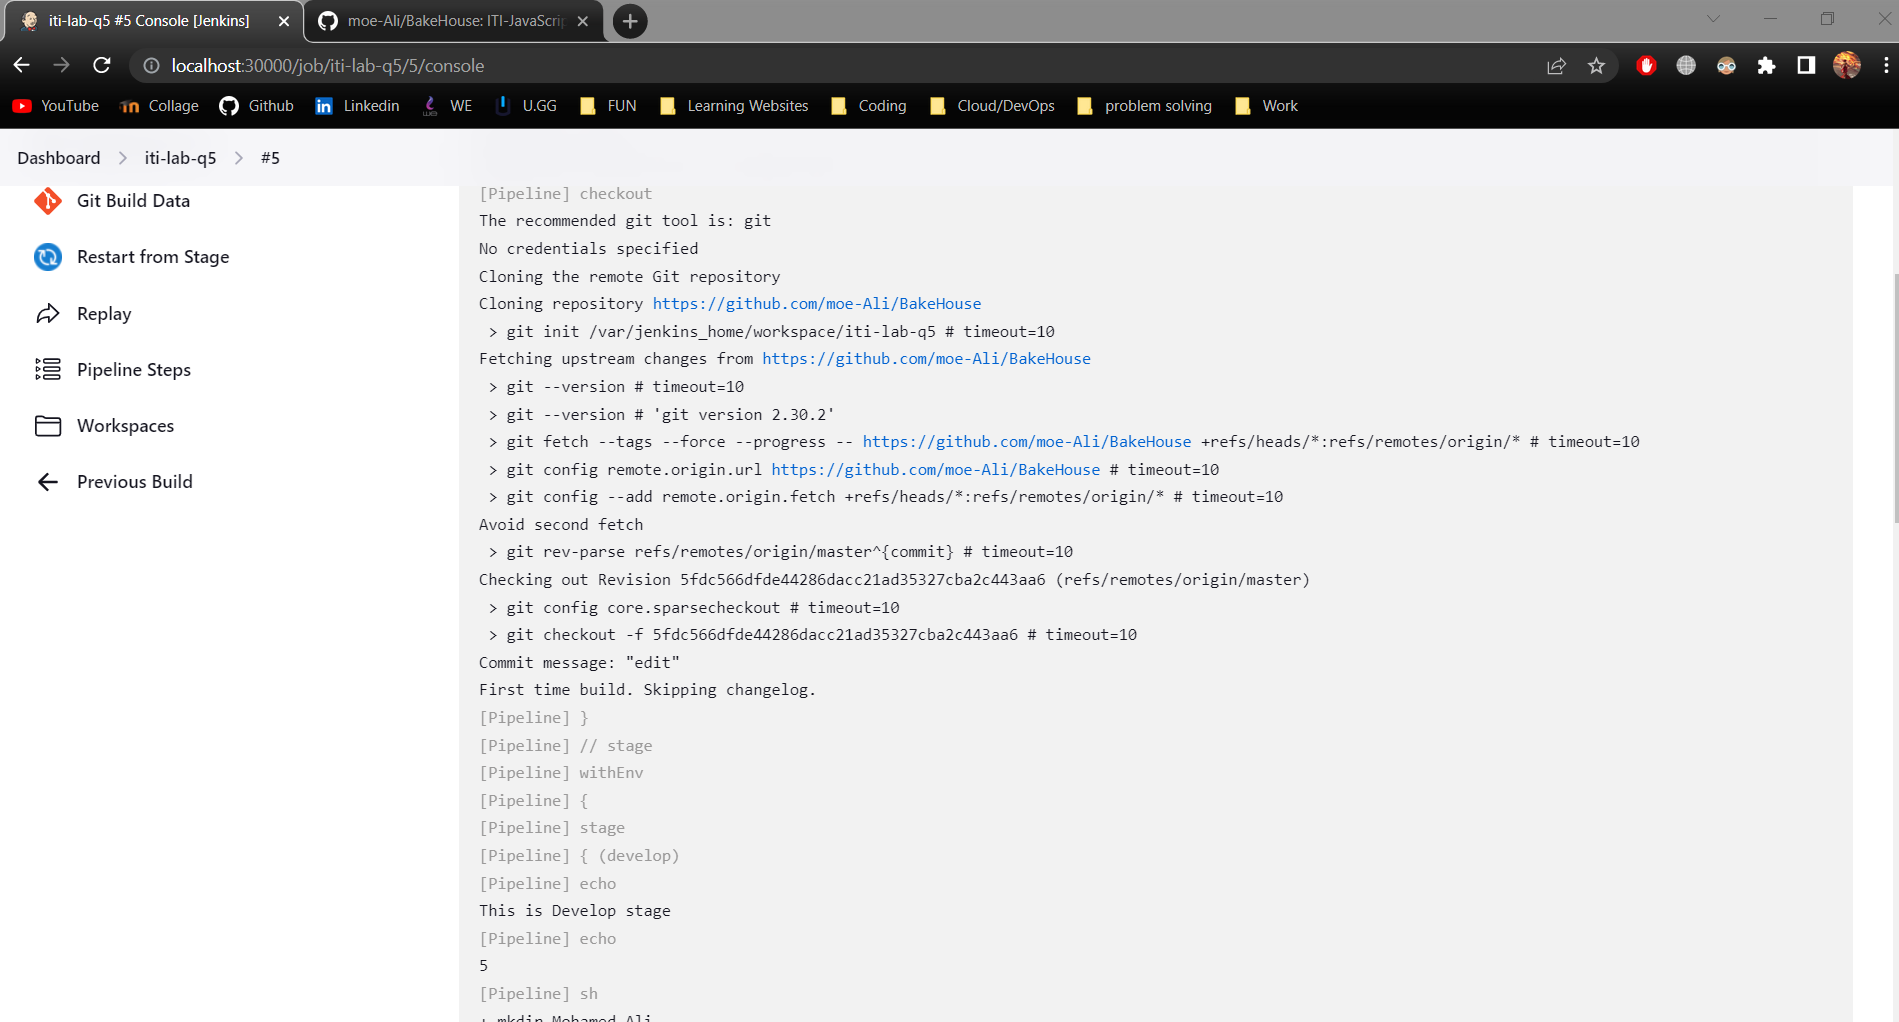 iti-lab-q5 #5 Console [Jenkins]
moe-Ali/BakeHouse: ITI-JavaScrip
localhost:30000/job/iti-lab-q5/5/console
YouTube Collage Github Linkedin WE U.GG FUN Learning Websites Coding Cloud/DevOps problem solving Work
Dashboard iti-lab-q5 #5
Git Build Data
Restart from Stage
Replay
Pipeline Steps
Workspaces
Previous Build
[Pipeline] checkout
The recommended git tool is: git
No credentials specified
Cloning the remote Git repository
Cloning repository https://github.com/moe-Ali/BakeHouse
> git init /var/jenkins_home/workspace/iti-lab-q5 # timeout=10
Fetching upstream changes from https://github.com/moe-Ali/BakeHouse
> git --version # timeout=10
> git --version # 'git version 2.30.2'
> git fetch --tags --force --progress -- https://github.com/moe-Ali/BakeHouse +refs/heads/*:refs/remotes/origin/* # timeout=10
> git config remote.origin.url https://github.com/moe-Ali/BakeHouse # timeout=10
> git config --add remote.origin.fetch +refs/heads/*:refs/remotes/origin/* # timeout=10
Avoid second fetch
> git rev-parse refs/remotes/origin/master^{commit} # timeout=10
Checking out Revision 5fdc566dfde44286dacc21ad35327cba2c443aa6 (refs/remotes/origin/master)
> git config core.sparsecheckout # timeout=10
> git checkout -f 5fdc566dfde44286dacc21ad35327cba2c443aa6 # timeout=10
Commit message: "edit"
First time build. Skipping changelog.
[Pipeline] }
[Pipeline] // stage
[Pipeline] withEnv
[Pipeline] {
[Pipeline] stage
[Pipeline] { (develop)
[Pipeline] echo
This is Develop stage
[Pipeline] echo
5
[Pipeline] sh
+ mkdir Mohamed Ali